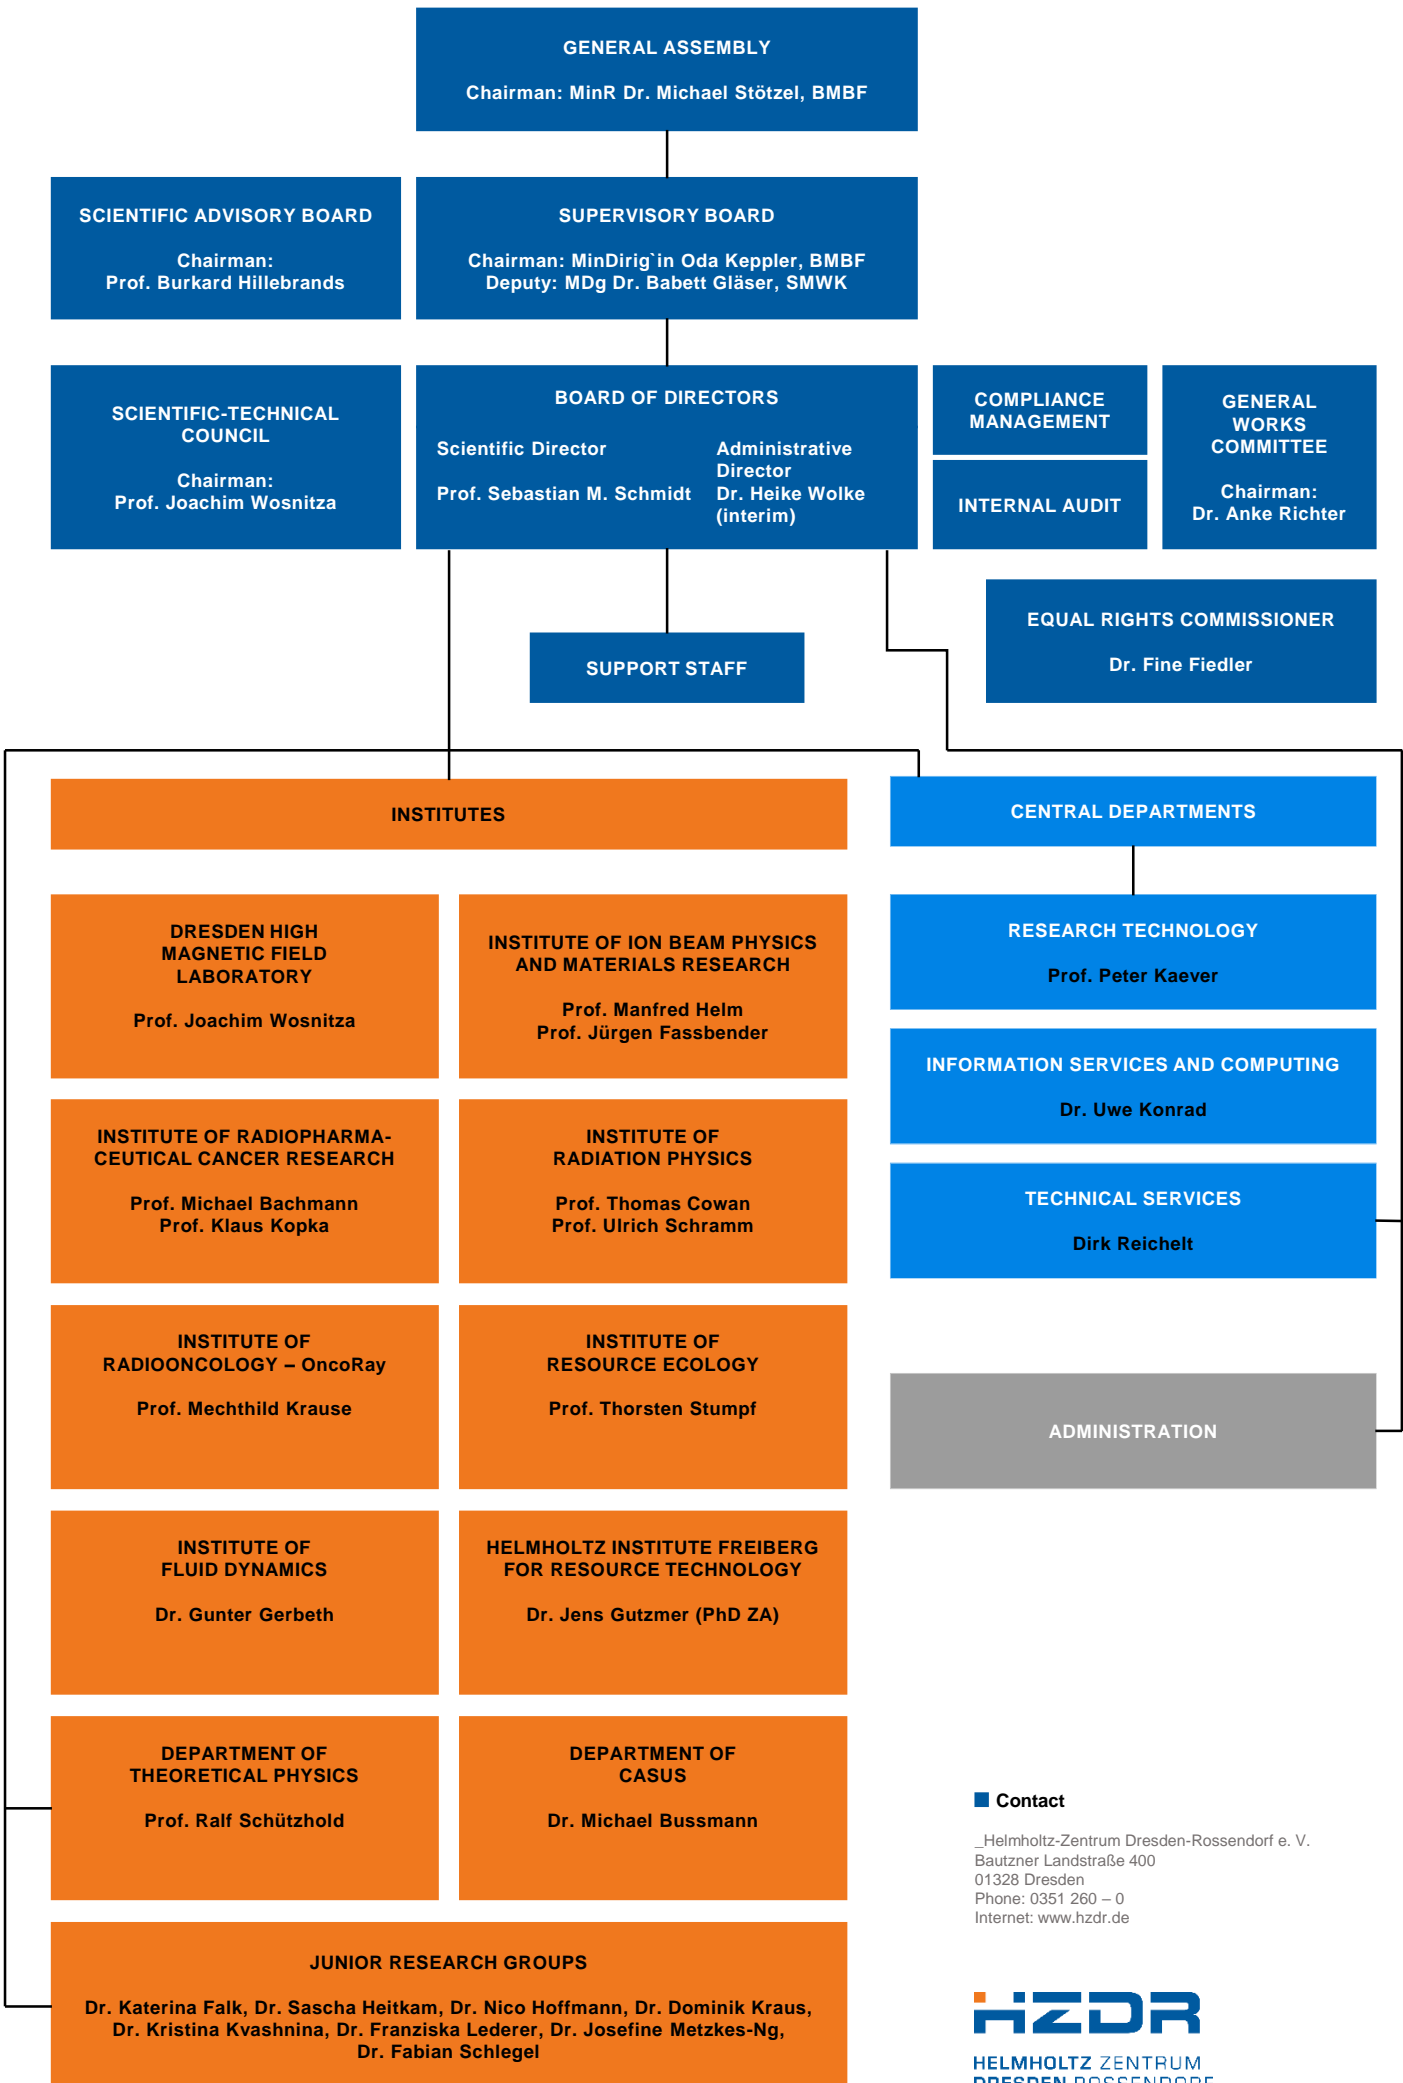 GENERAL ASSEMBLY
Chairman: MinR Dr. Michael Stötzel, BMBF
SCIENTIFIC ADVISORY BOARD
Chairman:
Prof. Burkard Hillebrands
SUPERVISORY BOARD
Chairman: MinDirig`in Oda Keppler, BMBF
Deputy: MDg Dr. Babett Gläser, SMWK
SCIENTIFIC-TECHNICAL
COUNCIL
Chairman:
Prof. Joachim Wosnitza
BOARD OF DIRECTORS
Scientific Director
Prof. Sebastian M. Schmidt
Administrative
Director
Dr. Heike Wolke
(interim)
COMPLIANCE
MANAGEMENT
INTERNAL AUDIT
GENERAL
WORKS
COMMITTEE
Chairman:
Dr. Anke Richter
EQUAL RIGHTS COMMISSIONER
Dr. Fine Fiedler
SUPPORT STAFF
INSTITUTES
DRESDEN HIGH
MAGNETIC FIELD
LABORATORY
Prof. Joachim Wosnitza
INSTITUTE OF ION BEAM PHYSICS
AND MATERIALS RESEARCH
Prof. Manfred Helm
Prof. Jürgen Fassbender
INSTITUTE OF RADIOPHARMA-
CEUTICAL CANCER RESEARCH
Prof. Michael Bachmann
Prof. Klaus Kopka
INSTITUTE OF
RADIATION PHYSICS
Prof. Thomas Cowan
Prof. Ulrich Schramm
INSTITUTE OF
RADIOONCOLOGY – OncoRay
Prof. Mechthild Krause
INSTITUTE OF
RESOURCE ECOLOGY
Prof. Thorsten Stumpf
INSTITUTE OF
FLUID DYNAMICS
Dr. Gunter Gerbeth
HELMHOLTZ INSTITUTE FREIBERG
FOR RESOURCE TECHNOLOGY
Dr. Jens Gutzmer (PhD ZA)
DEPARTMENT OF
THEORETICAL PHYSICS
Prof. Ralf Schützhold
DEPARTMENT OF
CASUS
Dr. Michael Bussmann
JUNIOR RESEARCH GROUPS
Dr. Katerina Falk, Dr. Sascha Heitkam, Dr. Nico Hoffmann, Dr. Dominik Kraus,
Dr. Kristina Kvashnina, Dr. Franziska Lederer, Dr. Josefine Metzkes-Ng,
Dr. Fabian Schlegel
CENTRAL DEPARTMENTS
RESEARCH TECHNOLOGY
Prof. Peter Kaever
INFORMATION SERVICES AND COMPUTING
Dr. Uwe Konrad
TECHNICAL SERVICES
Dirk Reichelt
ADMINISTRATION
Contact
_Helmholtz-Zentrum Dresden-Rossendorf e. V.
Bautzner Landstraße 400
01328 Dresden
Phone: 0351 260 – 0
Internet: www.hzdr.de
HZDR
HELMHOLTZ ZENTRUM
DRESDEN ROSSENDORF